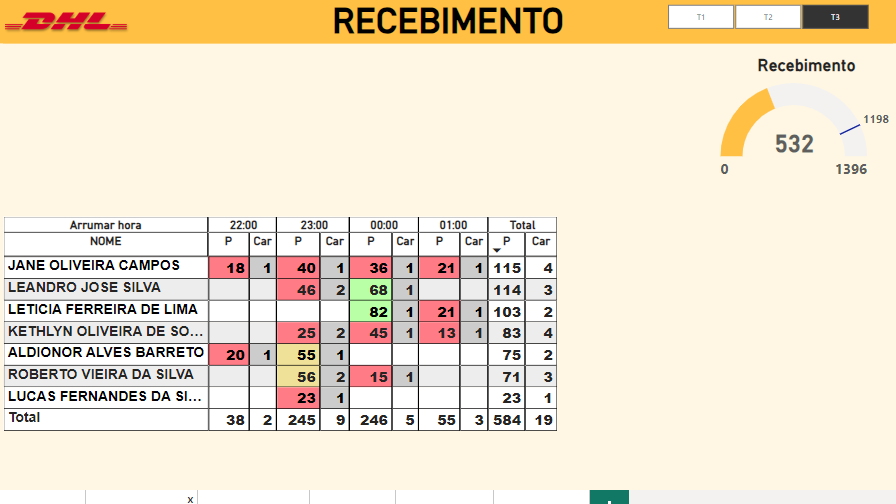 DHL
RECEBIMENTO
T1 T2 T3
Recebimento
1198
532
0 1396
Arrumar hora 22:00 23:00 00:00 01:00 Total
NOME P Car P Car P Car P Car P Car
JANE OLIVEIRA CAMPOS 18 1 40 1 36 1 21 1 115 4
LEANDRO JOSE SILVA 46 2 68 1 114 3
LETICIA FERREIRA DE LIMA 82 1 21 1 103 2
KETHLYN OLIVEIRA DE SO... 25 2 45 1 13 1 83 4
ALDIONOR ALVES BARRETO 20 1 55 1 75 2
ROBERTO VIEIRA DA SILVA 56 2 15 1 71 3
LUCAS FERNANDES DA SI... 23 1 23 1
Total 38 2 245 9 246 5 55 3 584 19
x